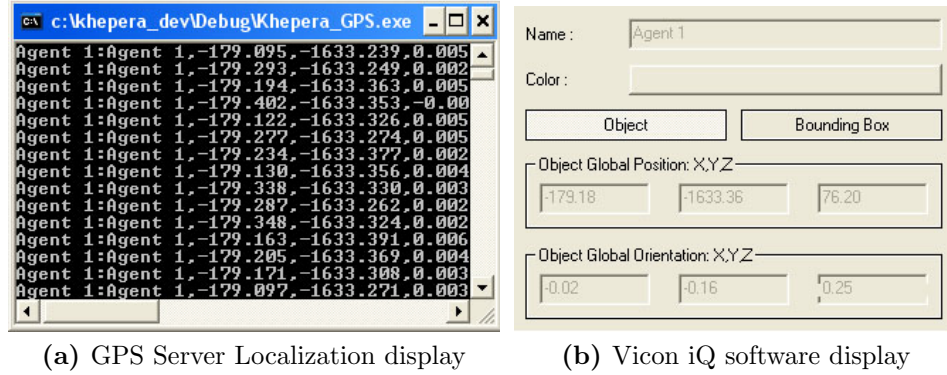 c:\khepera_dev\Debug\Khepera_GPS.exe
Agent 1:Agent 1,-179.095,-1633.239,0.005
Agent 1:Agent 1,-179.293,-1633.249,0.002
Agent 1:Agent 1,-179.194,-1633.363,0.005
Agent 1:Agent 1,-179.402,-1633.353,-0.00
Agent 1:Agent 1,-179.122,-1633.326,0.005
Agent 1:Agent 1,-179.277,-1633.274,0.005
Agent 1:Agent 1,-179.234,-1633.377,0.002
Agent 1:Agent 1,-179.130,-1633.356,0.004
Agent 1:Agent 1,-179.338,-1633.330,0.003
Agent 1:Agent 1,-179.287,-1633.262,0.002
Agent 1:Agent 1,-179.348,-1633.324,0.002
Agent 1:Agent 1,-179.163,-1633.391,0.006
Agent 1:Agent 1,-179.205,-1633.369,0.004
Agent 1:Agent 1,-179.171,-1633.308,0.003
Agent 1:Agent 1,-179.097,-1633.271,0.003
(a) GPS Server Localization display
Name : Agent 1
Color :
Object Bounding Box
Object Global Position: X,Y,Z
-179.18 -1633.36 76.20
Object Global Orientation: X,Y,Z
-0.02 -0.16 0.25
(b) Vicon iQ software display